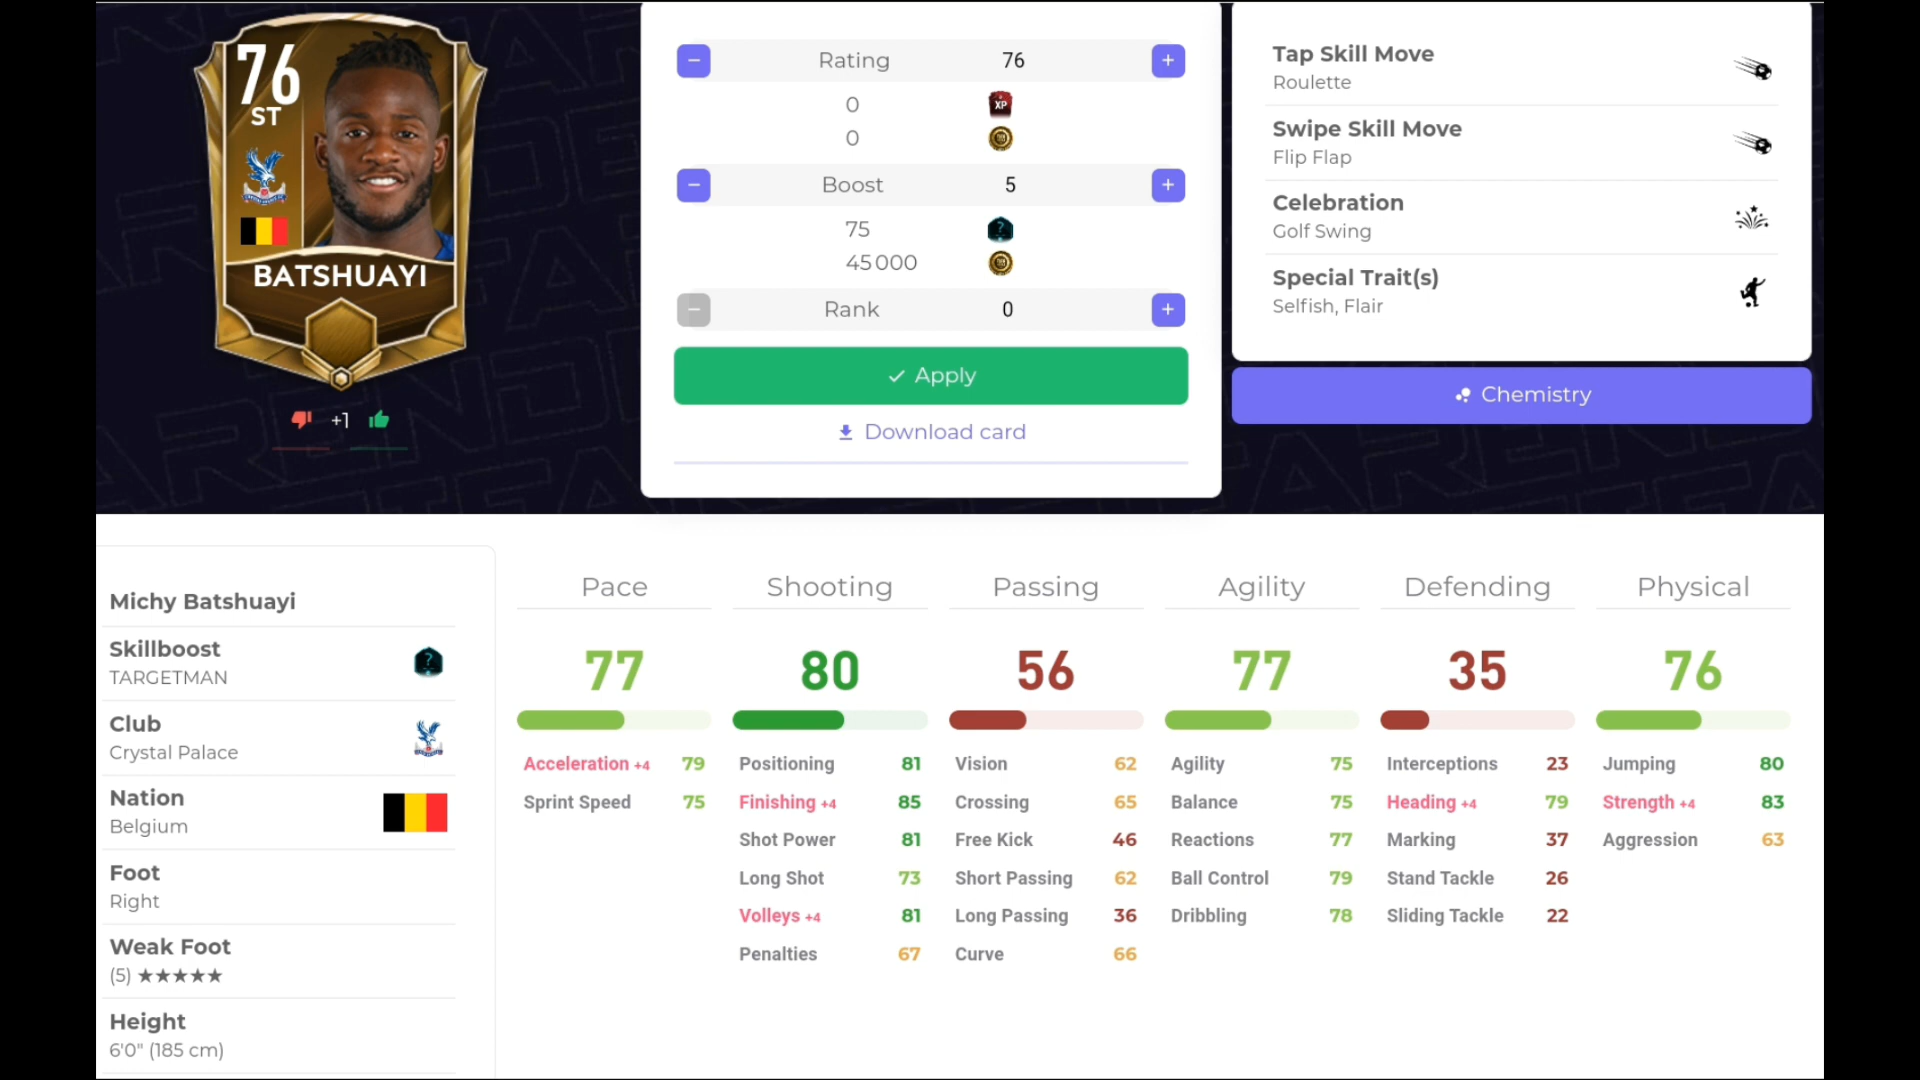 76
ST
BATSHUAYI
+1
Rating 76
0
XP
0
Boost 5
75
?
45 000
Rank 0
Apply
Download card
Tap Skill Move
Roulette
Swipe Skill Move
Flip Flap
Celebration
Golf Swing
Special Trait(s)
Selfish, Flair
Chemistry
Michy Batshuayi
Skillboost
TARGETMAN
?
Club
Crystal Palace
Nation
Belgium
Foot
Right
Weak Foot
(5) ★★★★★
Height
6'0" (185 cm)
Pace
77
Acceleration +4 79
Sprint Speed 75
Shooting
80
Positioning 81
Finishing +4 85
Shot Power 81
Long Shot 73
Volleys +4 81
Penalties 67
Passing
56
Vision 62
Crossing 65
Free Kick 46
Short Passing 62
Long Passing 36
Curve 66
Agility
77
Agility 75
Balance 75
Reactions 77
Ball Control 79
Dribbling 78
Defending
35
Interceptions 23
Heading +4 79
Marking 37
Stand Tackle 26
Sliding Tackle 22
Physical
76
Jumping 80
Strength +4 83
Aggression 63